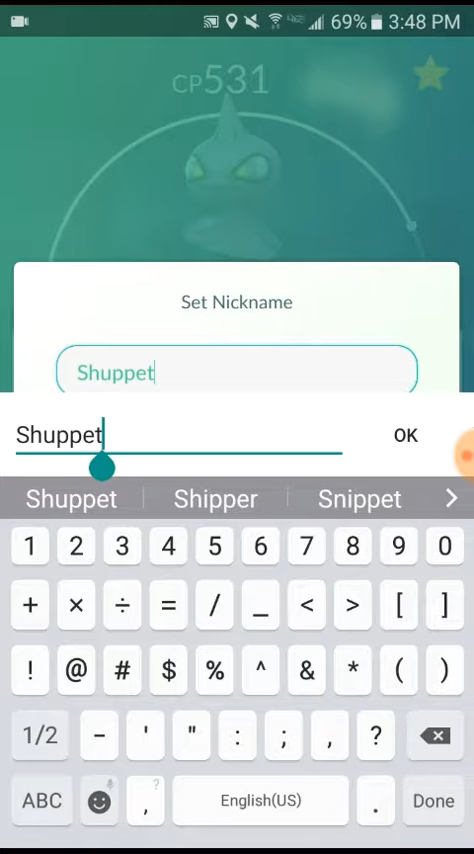 69% 3:48 PM
CP531
Set Nickname
Shuppet
Shuppet OK
Shuppet Shipper Snippet >
1 2 3 4 5 6 7 8 9 0
+ × ÷ = / _ < > [ ]
! @ # $ % ^ & * ( )
1/2 - ' " : ; , ?
ABC , ? English(US) . Done